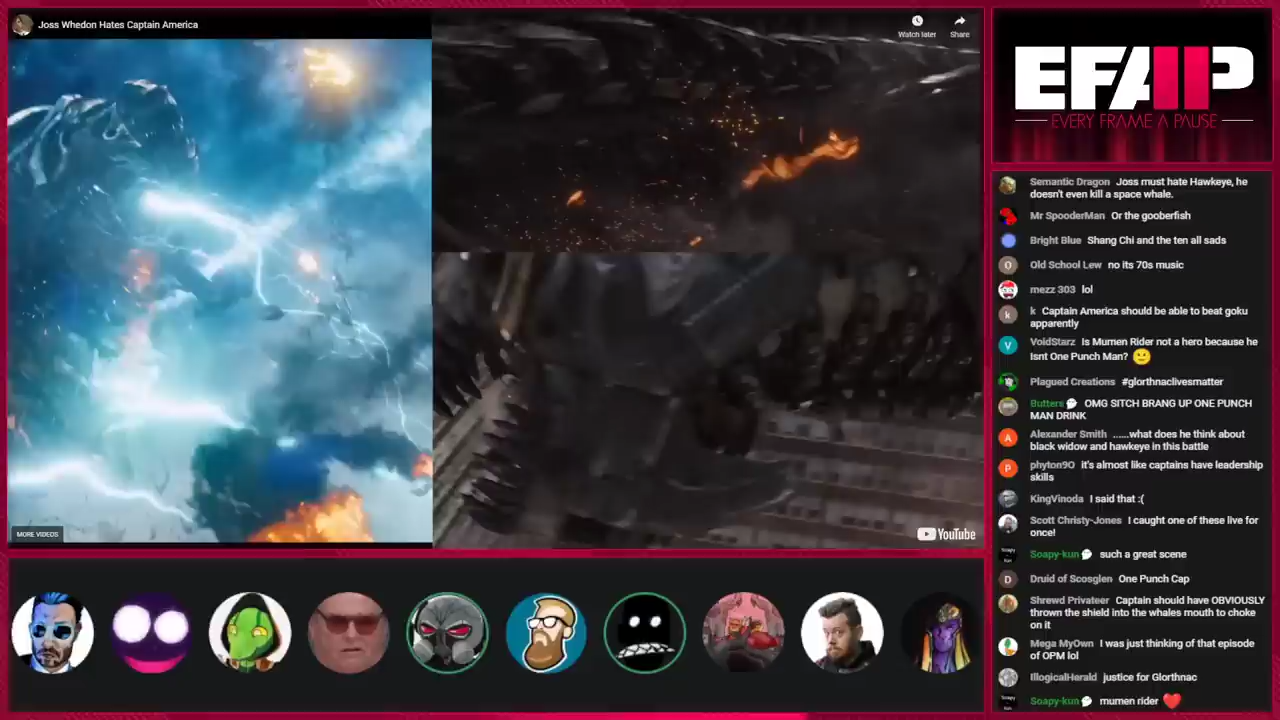 Joss Whedon Hates Captain America
Watch later
Share
MORE VIDEOS
YouTube
EFAP
EVERY FRAME A PAUSE
Semantic Dragon Joss must hate Hawkeye, he
doesn't even kill a space whale.
Mr SpooderMan Or the gooberfish
Bright Blue Shang Chi and the ten all sads
Old School Lew no its 70s music
mezz 303 lol
k Captain America should be able to beat goku
apparently
VoidStarz Is Mumen Rider not a hero because he
Isnt One Punch Man?
Plagued Creations #glorthnaclivesmatter
Butters OMG SITCH BRANG UP ONE PUNCH
MAN DRINK
Alexander Smith ......what does he think about
black widow and hawkeye in this battle
phyton9O it's almost like captains have leadership
skills
KingVinoda I said that :(
Scott Christy-Jones I caught one of these live for
once!
Soapy-kun such a great scene
Druid of Scosglen One Punch Cap
Shrewd Privateer Captain should have OBVIOUSLY
thrown the shield into the whales mouth to choke
on it
Mega MyOwn I was just thinking of that episode
of OPM lol
IllogicalHerald justice for Glorthnac
Soapy-kun mumen rider